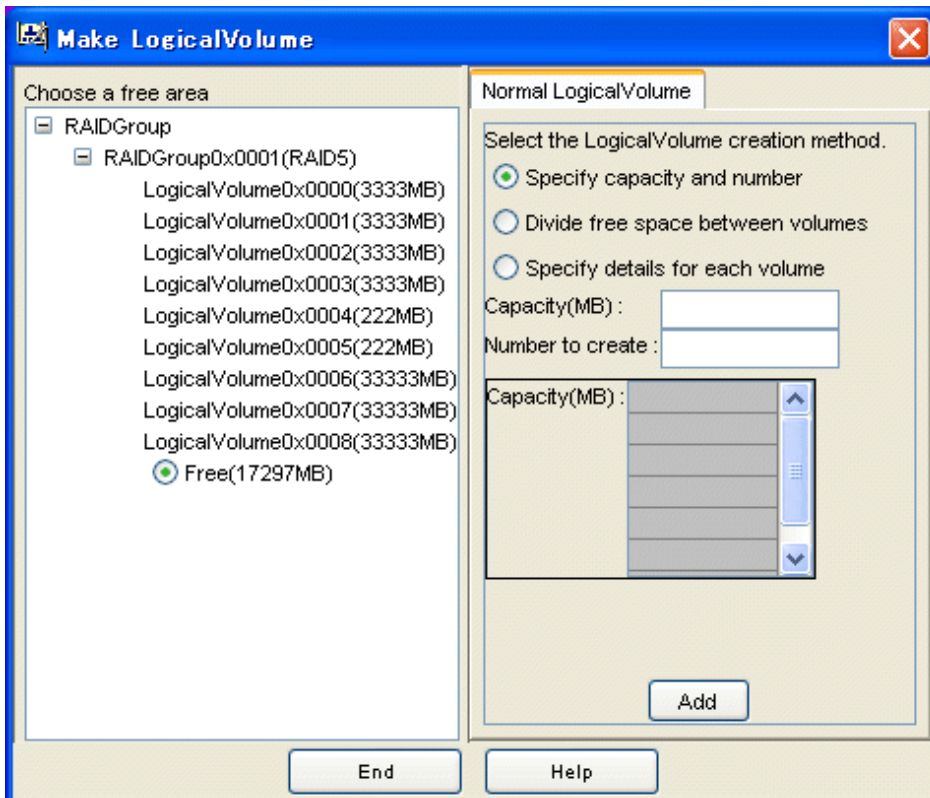 Make LogicalVolume
Choose a free area
RAIDGroup
RAIDGroup0x0001(RAID5)
LogicalVolume0x0000(3333MB)
LogicalVolume0x0001(3333MB)
LogicalVolume0x0002(3333MB)
LogicalVolume0x0003(3333MB)
LogicalVolume0x0004(222MB)
LogicalVolume0x0005(222MB)
LogicalVolume0x0006(33333MB)
LogicalVolume0x0007(33333MB)
LogicalVolume0x0008(33333MB)
Free(17297MB)
Normal LogicalVolume
Select the LogicalVolume creation method.
Specify capacity and number
Divide free space between volumes
Specify details for each volume
Capacity(MB) :
Number to create :
Capacity(MB) :
Add
End
Help